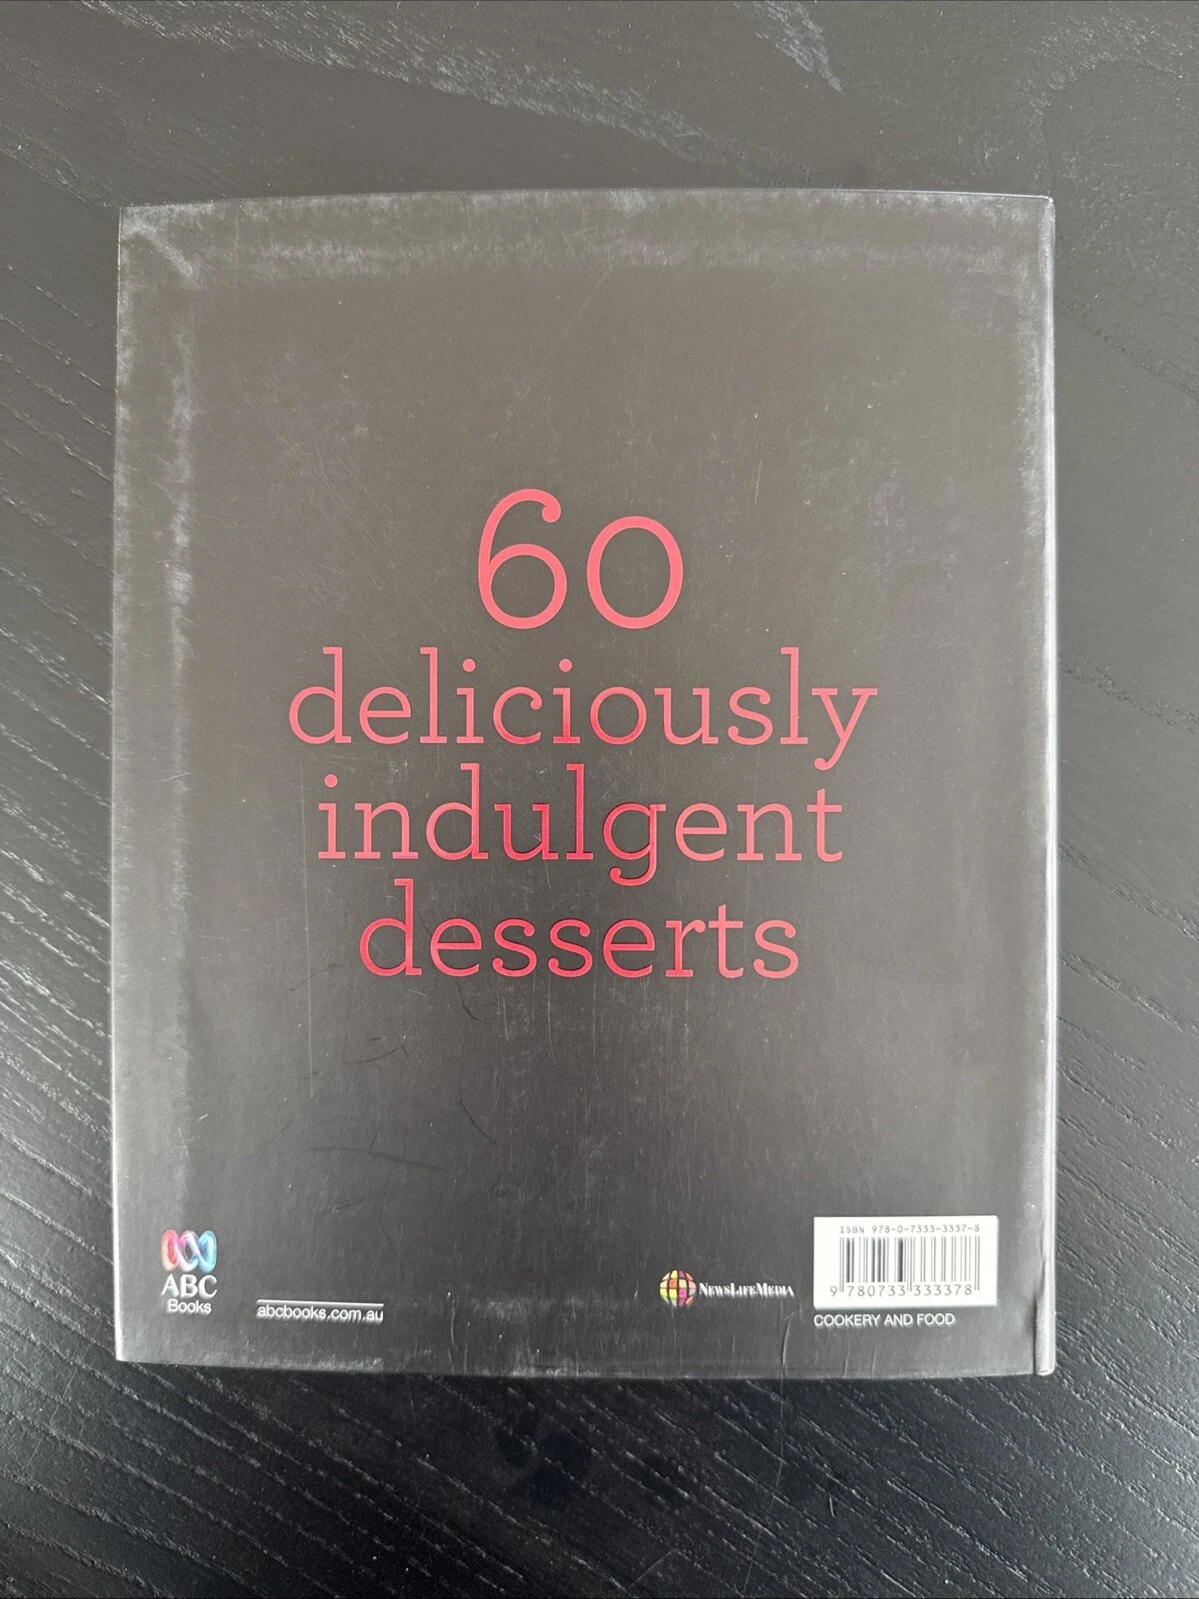 60
deliciously
indulgent
desserts
ABC
Books
abcbooks.com.au
NewsLifeMedia
ISBN 978-0-7333-3337-8
9 780733 333378
COOKERY AND FOOD